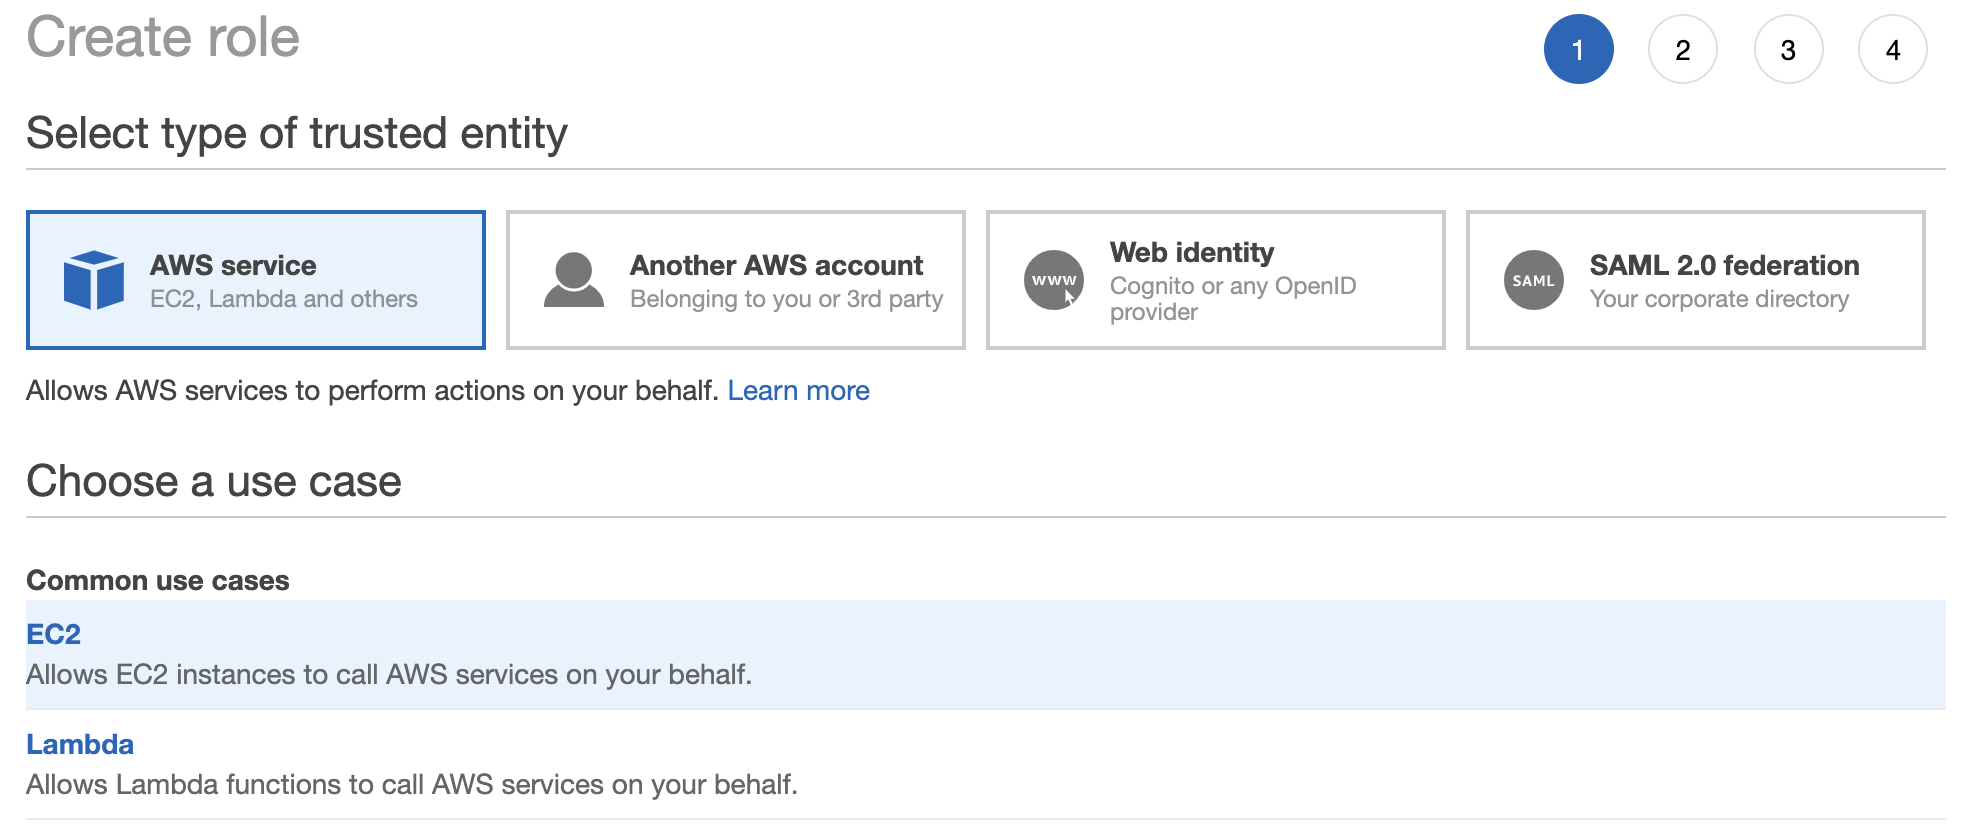 Create role
1 2 3 4
Select type of trusted entity
AWS service
EC2, Lambda and others
Another AWS account
Belonging to you or 3rd party
www
Web identity
Cognito or any OpenID
provider
SAML
SAML 2.0 federation
Your corporate directory
Allows AWS services to perform actions on your behalf. Learn more
Choose a use case
Common use cases
EC2
Allows EC2 instances to call AWS services on your behalf.
Lambda
Allows Lambda functions to call AWS services on your behalf.